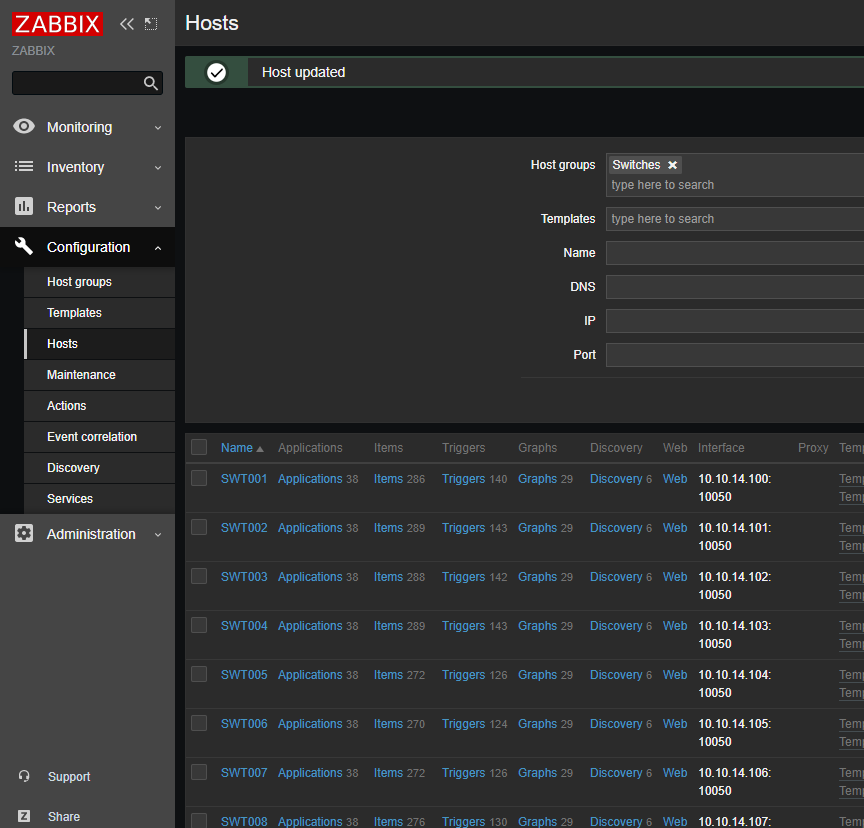 ZABBIX
ZABBIX
Monitoring
Inventory
Reports
Configuration
Host groups
Templates
Hosts
Maintenance
Actions
Event correlation
Discovery
Services
Administration
Support
Z Share
Hosts
Host updated
Host groups Switches
type here to search
Templates type here to search
Name
DNS
IP
Port
Name Applications Items Triggers Graphs Discovery Web Interface Proxy Temp
SWT001 Applications 38 Items 286 Triggers 140 Graphs 29 Discovery 6 Web 10.10.14.100: Temp
10050 Temp
SWT002 Applications 38 Items 289 Triggers 143 Graphs 29 Discovery 6 Web 10.10.14.101: Temp
10050 Temp
SWT003 Applications 38 Items 288 Triggers 142 Graphs 29 Discovery 6 Web 10.10.14.102: Temp
10050 Temp
SWT004 Applications 38 Items 289 Triggers 143 Graphs 29 Discovery 6 Web 10.10.14.103: Temp
10050 Temp
SWT005 Applications 38 Items 272 Triggers 126 Graphs 29 Discovery 6 Web 10.10.14.104: Temp
10050 Temp
SWT006 Applications 38 Items 270 Triggers 124 Graphs 29 Discovery 6 Web 10.10.14.105: Temp
10050 Temp
SWT007 Applications 38 Items 272 Triggers 126 Graphs 29 Discovery 6 Web 10.10.14.106: Temp
10050 Temp
SWT008 Applications 38 Items 276 Triggers 130 Graphs 29 Discovery 6 Web 10.10.14.107: Temp